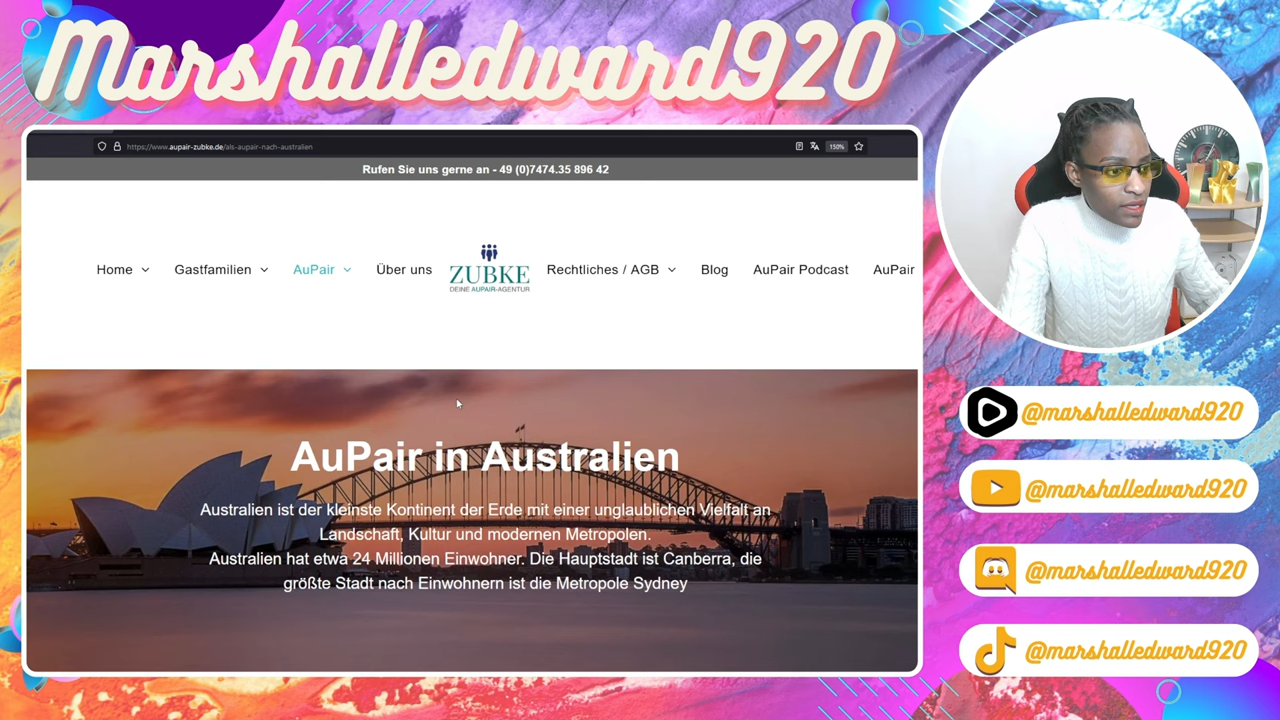 Marshalledward920
https://www.aupair-zubke.de/als-aupair-nach-australien
150%
Rufen Sie uns gerne an - 49 (0)7474.35 896 42
Home
Gastfamilien
AuPair
Über uns
ZUBKE
DEINE AUPAIR-AGENTUR
Rechtliches / AGB
Blog
AuPair Podcast
AuPair
AuPair in Australien
Australien ist der kleinste Kontinent der Erde mit einer unglaublichen Vielfalt an
Landschaft, Kultur und modernen Metropolen.
Australien hat etwa 24 Millionen Einwohner. Die Hauptstadt ist Canberra, die
größte Stadt nach Einwohnern ist die Metropole Sydney
@marshalledward920
@marshalledward920
@marshalledward920
@marshalledward920